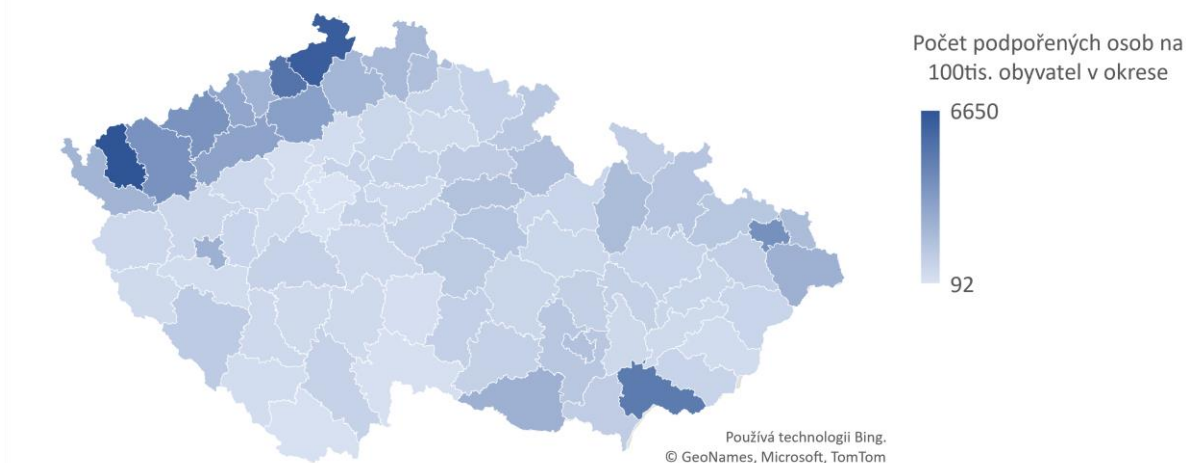 Počet podpořených osob na
100tis. obyvatel v okrese
6650
92
Používá technologii Bing.
© GeoNames, Microsoft, TomTom